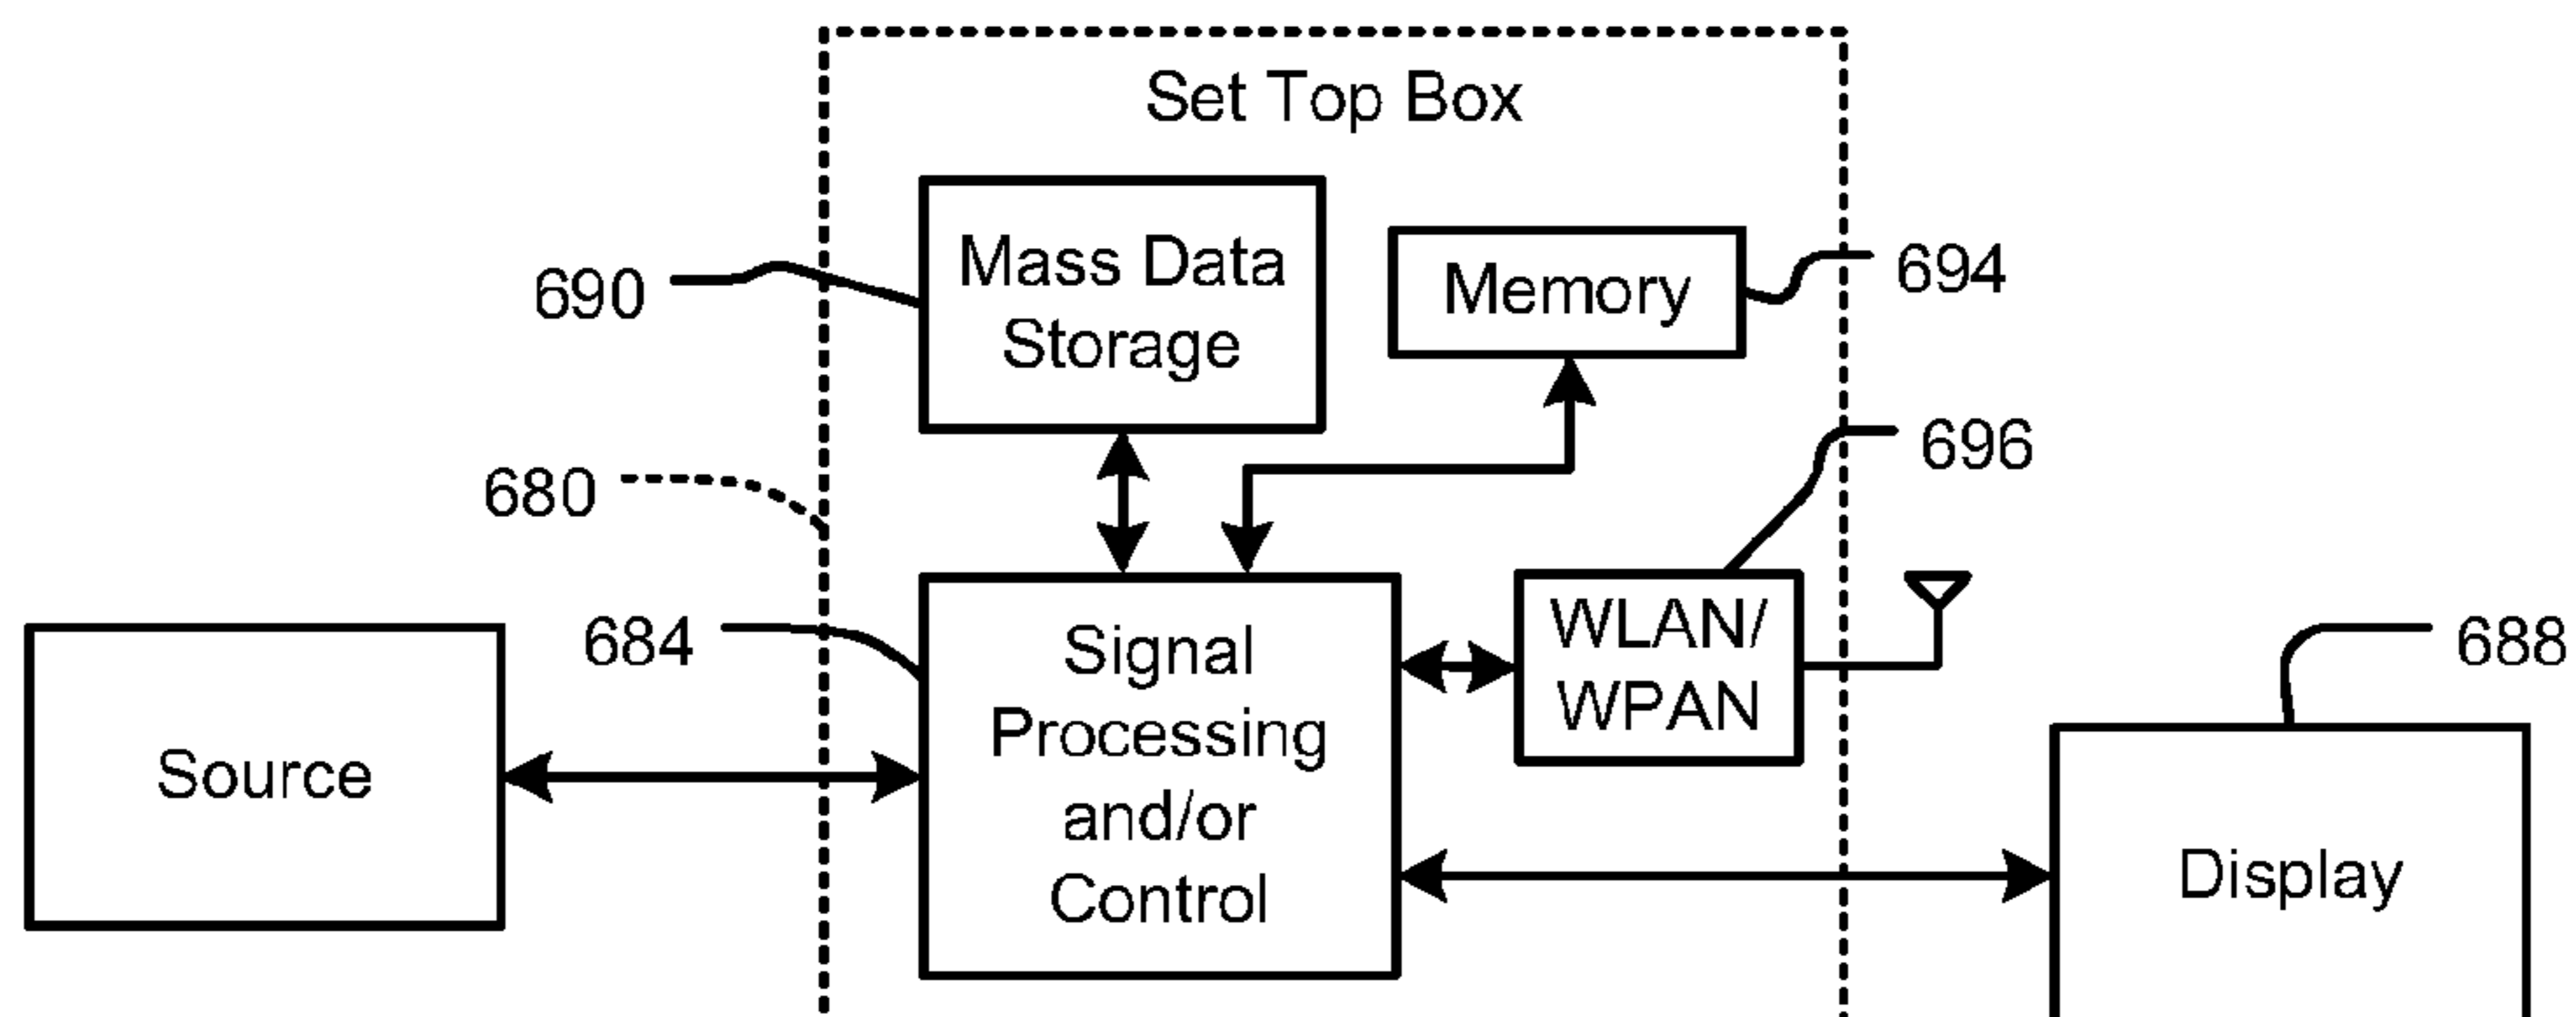 Set Top Box
Mass Data
Storage
690
Memory
694
696
680
684
Signal
Processing
and/or
Control
WLAN/
WPAN
688
Source
Display